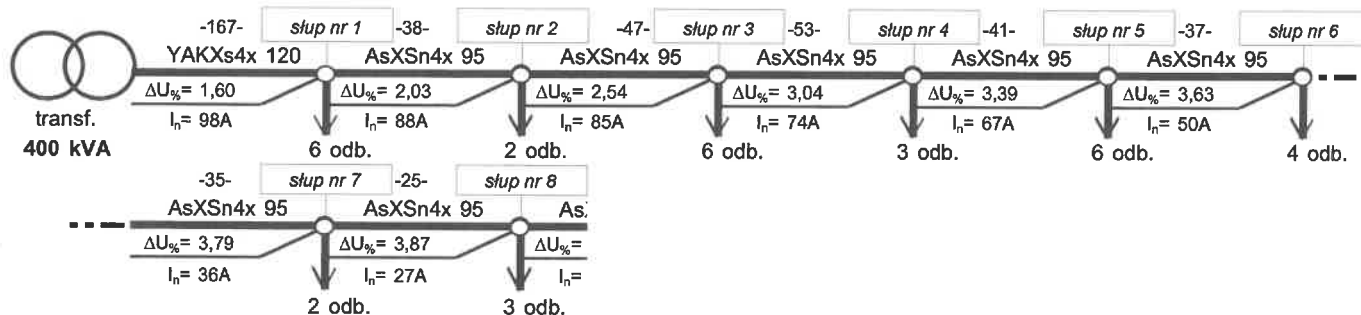 -167- słup nr 1 -38- słup nr 2 -47- słup nr 3 -53- słup nr 4 -41- słup nr 5 -37- słup nr 6
YAKXs4x 120 AsXSn4x 95 AsXSn4x 95 AsXSn4x 95 AsXSn4x 95 AsXSn4x 95
ΔU%= 1,60 ΔU%= 2,03 ΔU%= 2,54 ΔU%= 3,04 ΔU%= 3,39 ΔU%= 3,63
transf. In= 98A In= 88A In= 85A In= 74A In= 67A In= 50A
400 kVA 6 odb. 2 odb. 6 odb. 3 odb. 6 odb. 4 odb.
-35- słup nr 7 -25- słup nr 8
AsXSn4x 95 AsXSn4x 95 As
ΔU%= 3,79 ΔU%= 3,87 ΔU%=
In= 36A In= 27A In=
2 odb. 3 odb.